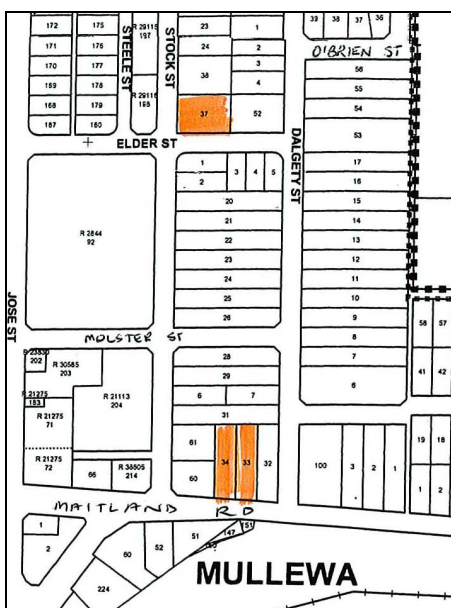 172 175 R 29115 197 23 1 39 38 37 36
171 176 STEELE ST STOCK ST 24 2 O'BRIEN ST
170 177 38 3 56
169 178 R 29116 198 4 55
168 179 37 52 54
167 180 53
ELDER ST DALGETY ST
1 3 4 5 17
2 16
20 15
21 14
R 2844 92 22 13
23 12
24 11
JOSE ST 25 10
26 9 58 57
MOLSTER ST 8
R 23830 202 28 7 41 42
R 30585 203 29
R 21275 183 R 21113 204 6 7 6
R 21275 71 31
61 34 33 32 100 3 2 1 19 18
R 21275 72 66 R 38605 214 60 1 2
MAITLAND RD
1 51 147 151
2 60 52
MULLEWA
224